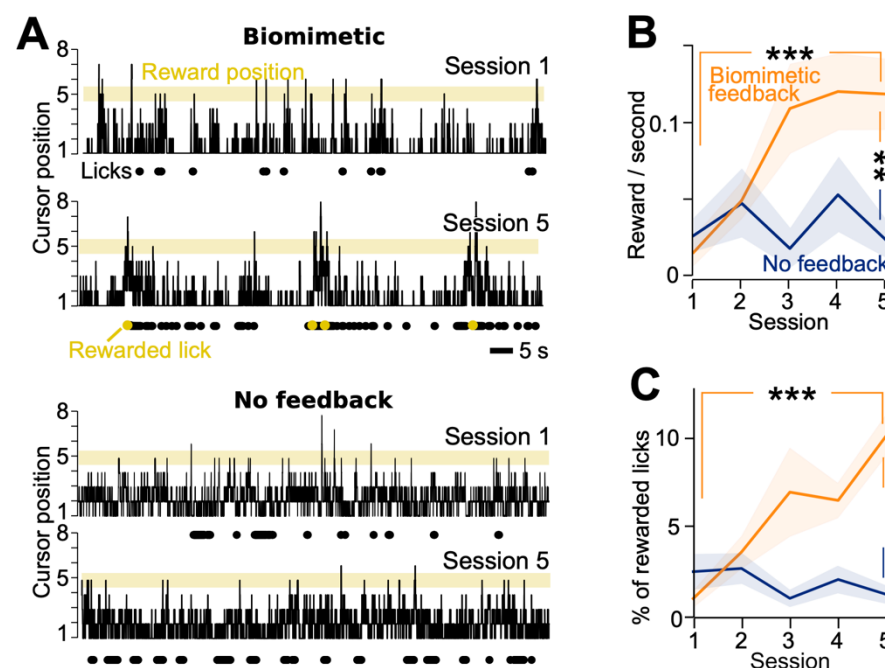 A
Biomimetic
8
5
1
Reward position
Session 1
Cursor position
Licks
8
5
1
Session 5
Rewarded lick
5 s
No feedback
8
5
1
Session 1
Cursor position
8
5
1
Session 5
B
***
Biomimetic
feedback
0.1
0
Reward / second
**
No feedback
1 2 3 4 5
Session
C
***
10
5
0
% of rewarded licks
1 2 3 4 5
Session